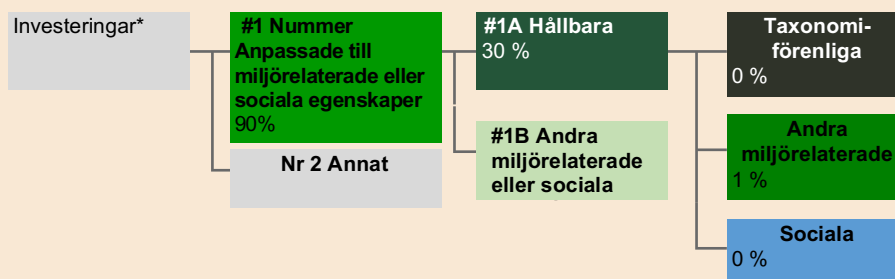 Investeringar*
#1 Nummer
Anpassade till
miljörelaterade eller
sociala egenskaper
90%
Nr 2 Annat
#1A Hållbara
30 %
#1B Andra
miljörelaterade
eller sociala
Taxonomi-
förenliga
0 %
Andra
miljörelaterade
1 %
Sociala
0 %